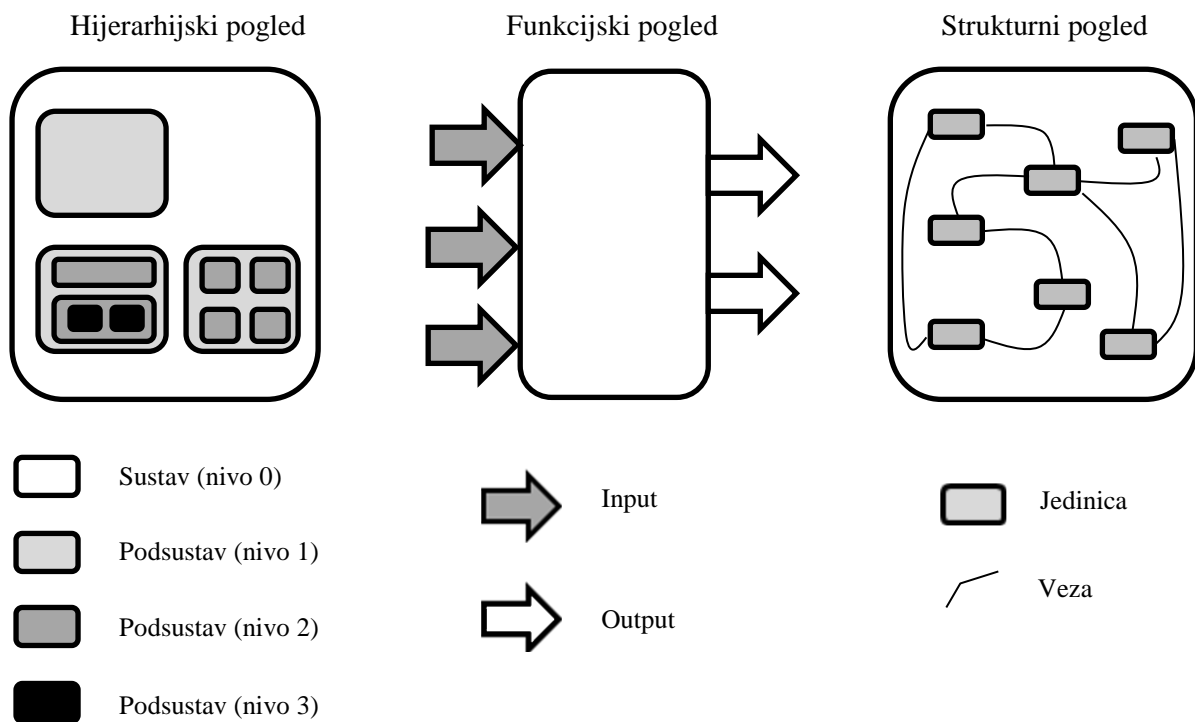 Hijerarhijski pogled
Funkcijski pogled
Strukturni pogled
Sustav (nivo 0)
Podsustav (nivo 1)
Podsustav (nivo 2)
Podsustav (nivo 3)
Input
Output
Jedinica
Veza